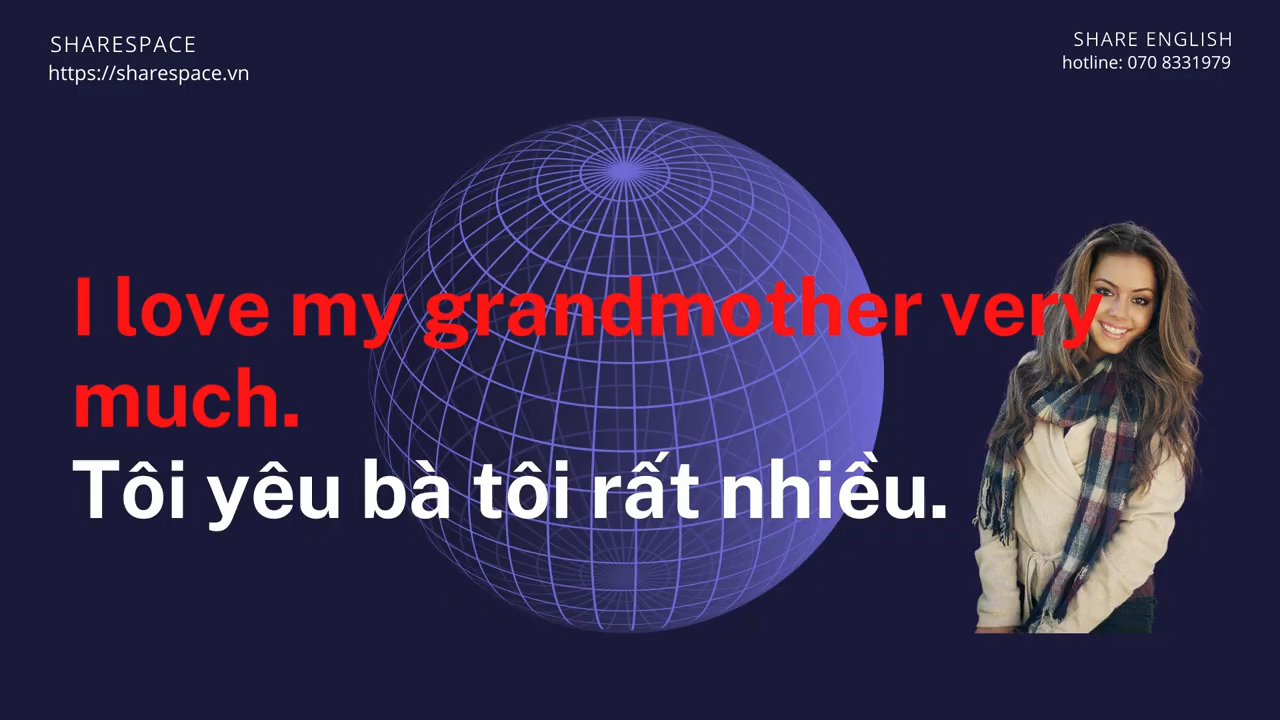 SHARESPACE
https://sharespace.vn
SHARE ENGLISH
hotline: 070 8331979
I love my grandmother very
much.
Tôi yêu bà tôi rất nhiều.